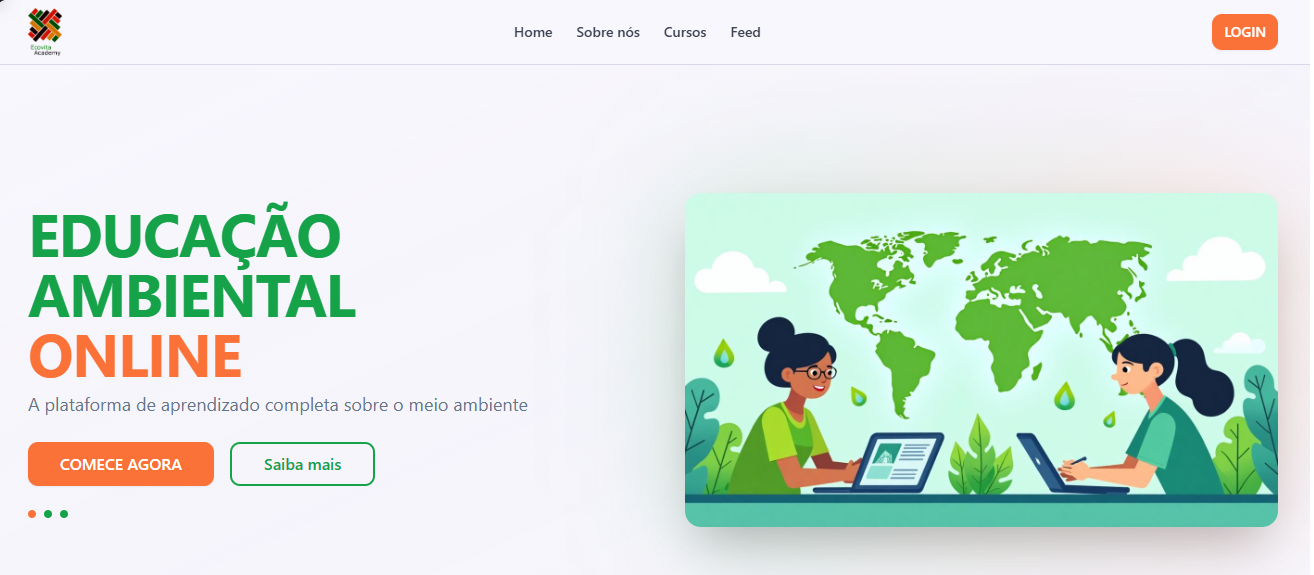 Ecovita
Academy
Home
Sobre nós
Cursos
Feed
LOGIN
EDUCAÇÃO
AMBIENTAL
ONLINE
A plataforma de aprendizado completa sobre o meio ambiente
COMECE AGORA
Saiba mais